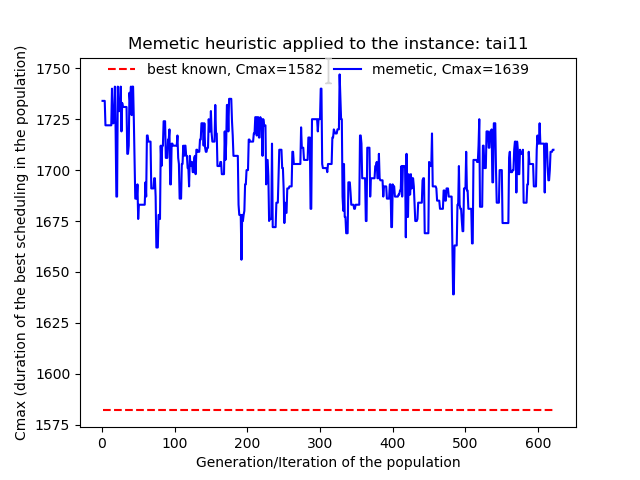 Memetic heuristic applied to the instance: tai11
best known, Cmax=1582
memetic, Cmax=1639
Cmax (duration of the best scheduling in the population)
1750
1725
1700
1675
1650
1625
1600
1575
0 100 200 300 400 500 600
Generation/Iteration of the population